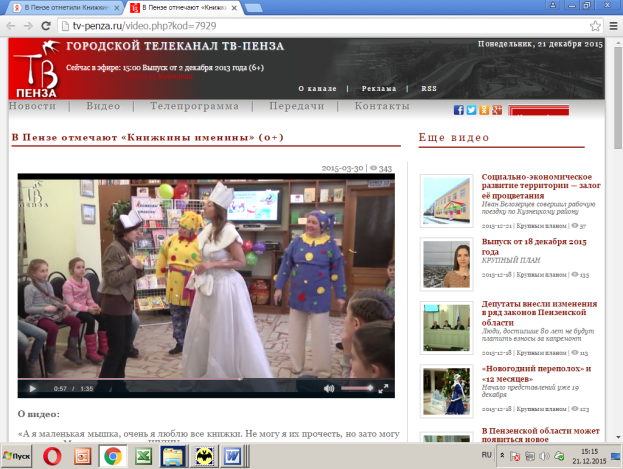 В Пензе отметили Книжкин
В Пензе отмечают «Книжки
tv-penza.ru/video.php?kod=7929
ГОРОДСКОЙ ТЕЛЕКАНАЛ ТВ-ПЕНЗА
Понедельник, 21 декабря 2015
Сейчас в эфире: 15:00 Выпуск от 2 декабря 2013 года (6+)
ТВ
ПЕНЗА
О канале | Реклама | RSS
Новости | Видео | Телепрограмма | Передачи | Контакты
В Пензе отмечают «Книжкины именины» (0+)
2015-03-30 | 343
ТВ
ПЕНЗА
0:57 / 1:35
О видео:
«А я маленькая мышка, очень я люблю все книжки. Не могу я их прочесть, но зато могу
Еще видео
Социально-экономическое
развитие территории — залог
её процветания
Иван Белозерцев совершил рабочую
поездку по Кузнецкому району
2015-12-21 | Крупным планом | 57
Выпуск от 18 декабря 2015
года
КРУПНЫЙ ПЛАН
2015-12-18 | Крупным планом | 135
Депутаты внесли изменения
в ряд законов Пензенской
области
Люди, достигшие 80 лет не будут
платить взносы за капремонт
2015-12-18 | Крупным планом | 115
«Новогодний переполох» и
«12 месяцев»
Начало представлений уже 19
декабря
2015-12-18 | Крупным планом | 123
В Пензенской области может
появиться новое
Пуск
RU
15:15
21.12.2015